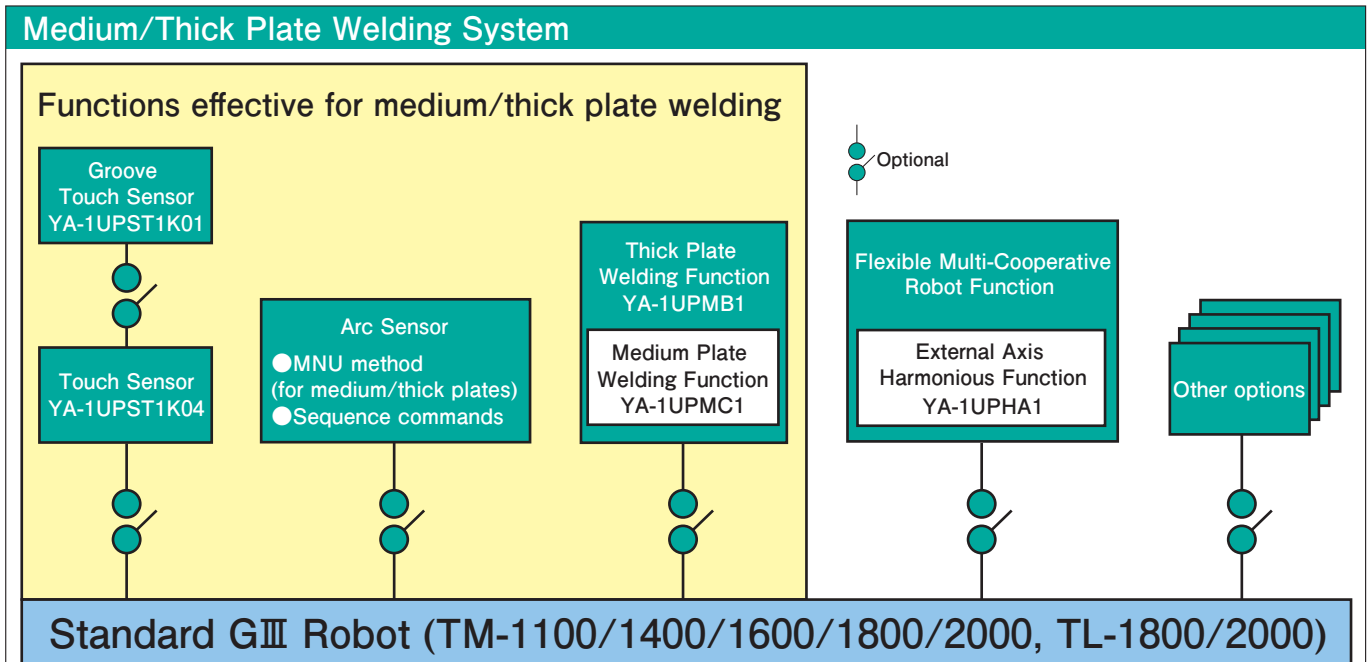 Medium/Thick Plate Welding System
Functions effective for medium/thick plate welding
Groove
Touch Sensor
YA-1UPST1K01
Touch Sensor
YA-1UPST1K04
Arc Sensor
●MNU method
(for medium/thick plates)
●Sequence commands
Thick Plate
Welding Function
YA-1UPMB1
Medium Plate
Welding Function
YA-1UPMC1
Optional
Flexible Multi-Cooperative
Robot Function
External Axis
Harmonious Function
YA-1UPHA1
Other options
Standard GⅢ Robot (TM-1100/1400/1600/1800/2000, TL-1800/2000)